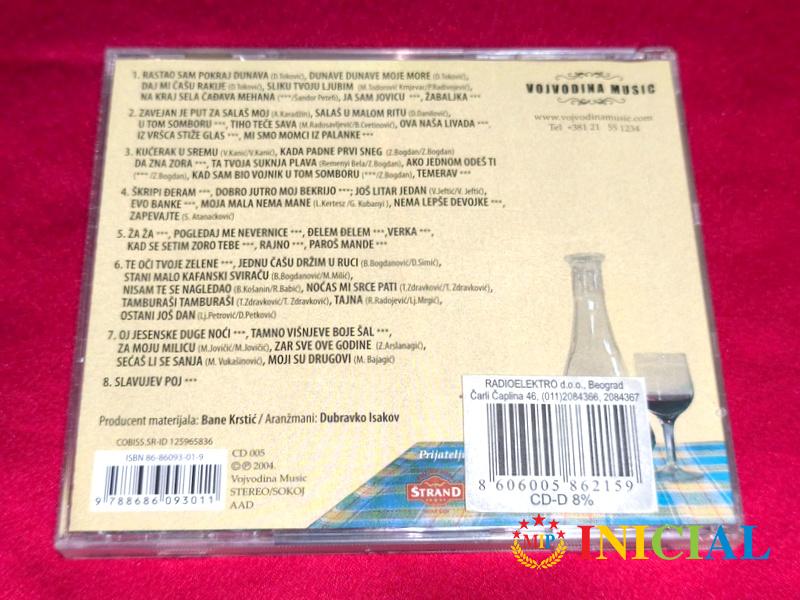 1. RASTAO SAM POKRAJ DUNAVA (D.Toković), DUNAVE DUNAVE MOJE MORE (D.Toković),
DAJ MI ČAŠU RAKIJE (D.Toković), SLIKU TVOJU LJUBIM (M.Todorović Krnjevac/P.Radivojević),
NA KRAJ SELA ČAĐAVA MEHANA (***/Šandor Petefi), JA SAM JOVICU ***, ŽABALJKA ***
2. ZAVEJAN JE PUT ZA SALAŠ MOJ (A.Karadžin), SALAŠ U MALOM RITU (D.Danilović),
U TOM SOMBORU ***, TIHO TEČE SAVA (M.Radosavljević/B.Cvetinović), OVA NAŠA LIVADA ***,
IZ VRŠCA STIŽE GLAS ***, MI SMO MOMCI IZ PALANKE ***
3. KUĆERAK U SREMU (V.Kanić/V.Kanić), KADA PADNE PRVI SNEG (Z.Bogdan/Z.Bogdan)
DA ZNA ZORA ***, TA TVOJA SUKNJA PLAVA (Remenyi Bela/Z.Bogdan), AKO JEDNOM ODEŠ TI
(***/Z.Bogdan), KAD SAM BIO VOJNIK U TOM SOMBORU (***/Z.Bogdan), TEMERAV ***
4. ŠKRIPI ĐERAM ***, DOBRO JUTRO MOJ BEKRIJO ***; JOŠ LITAR JEDAN (V.Jeftić/V. Jeftić),
EVO BANKE ***, MOJA MALA NEMA MANE (L.Kertesz /G. Kubanyi ), NEMA LEPŠE DEVOJKE ***,
ZAPEVAJTE (S. Atanacković)
5. ŽA ŽA ***, POGLEDAJ ME NEVERNICE ***, ĐELEM ĐELEM ***,VERKA ***,
KAD SE SETIM ZORO TEBE ***, RAJNO ***, PAROŠ MANDE ***
6. TE OČI TVOJE ZELENE ***, JEDNU ČAŠU DRŽIM U RUCI (B.Bogdanović/D.Simić),
STANI MALO KAFANSKI SVIRAČU (B.Bogdanović/M.Milić),
NISAM TE SE NAGLEDAO (B.Košanin/R.Babić), NOĆAS MI SRCE PATI (T.Zdravković/T. Zdravković),
TAMBURAŠI TAMBURAŠI (T.Zdravković/T. Zdravković), TAJNA (R.Radojević/Lj.Mrgić),
OSTANI JOŠ DAN (Lj.Petrović/D.Petković)
7. OJ JESENSKE DUGE NOĆI ***, TAMNO VIŠNJEVE BOJE ŠAL ***,
ZA MOJU MILICU (M.Jovičić/M.Jovičić), ZAR SVE OVE GODINE (Z.Arslanagić),
SEĆAŠ LI SE SANJA (M. Vukašinović), MOJI SU DRUGOVI (M. Bajagić)
8. SLAVUJEV POJ ***
VOJVODINA MUSIC
www.vojvodinamusic.com
Tel +381 21 55 1234
Producent materijala: Bane Krstić / Aranžmani: Dubravko Isakov
COBISS.SR-ID 125965836
ISBN 86-86093-01-9
9 788686 093011
CD 005
©℗ 2004.
Vojvodina Music
STEREO/SOKOJ
AAD
Prijatelj
STRAND
RADIOELEKTRO d.o.o., Beograd
Čarli Čaplina 46, (011)2084366, 2084367
8 606005 862159
CD-D 8%
MIP INICIAL